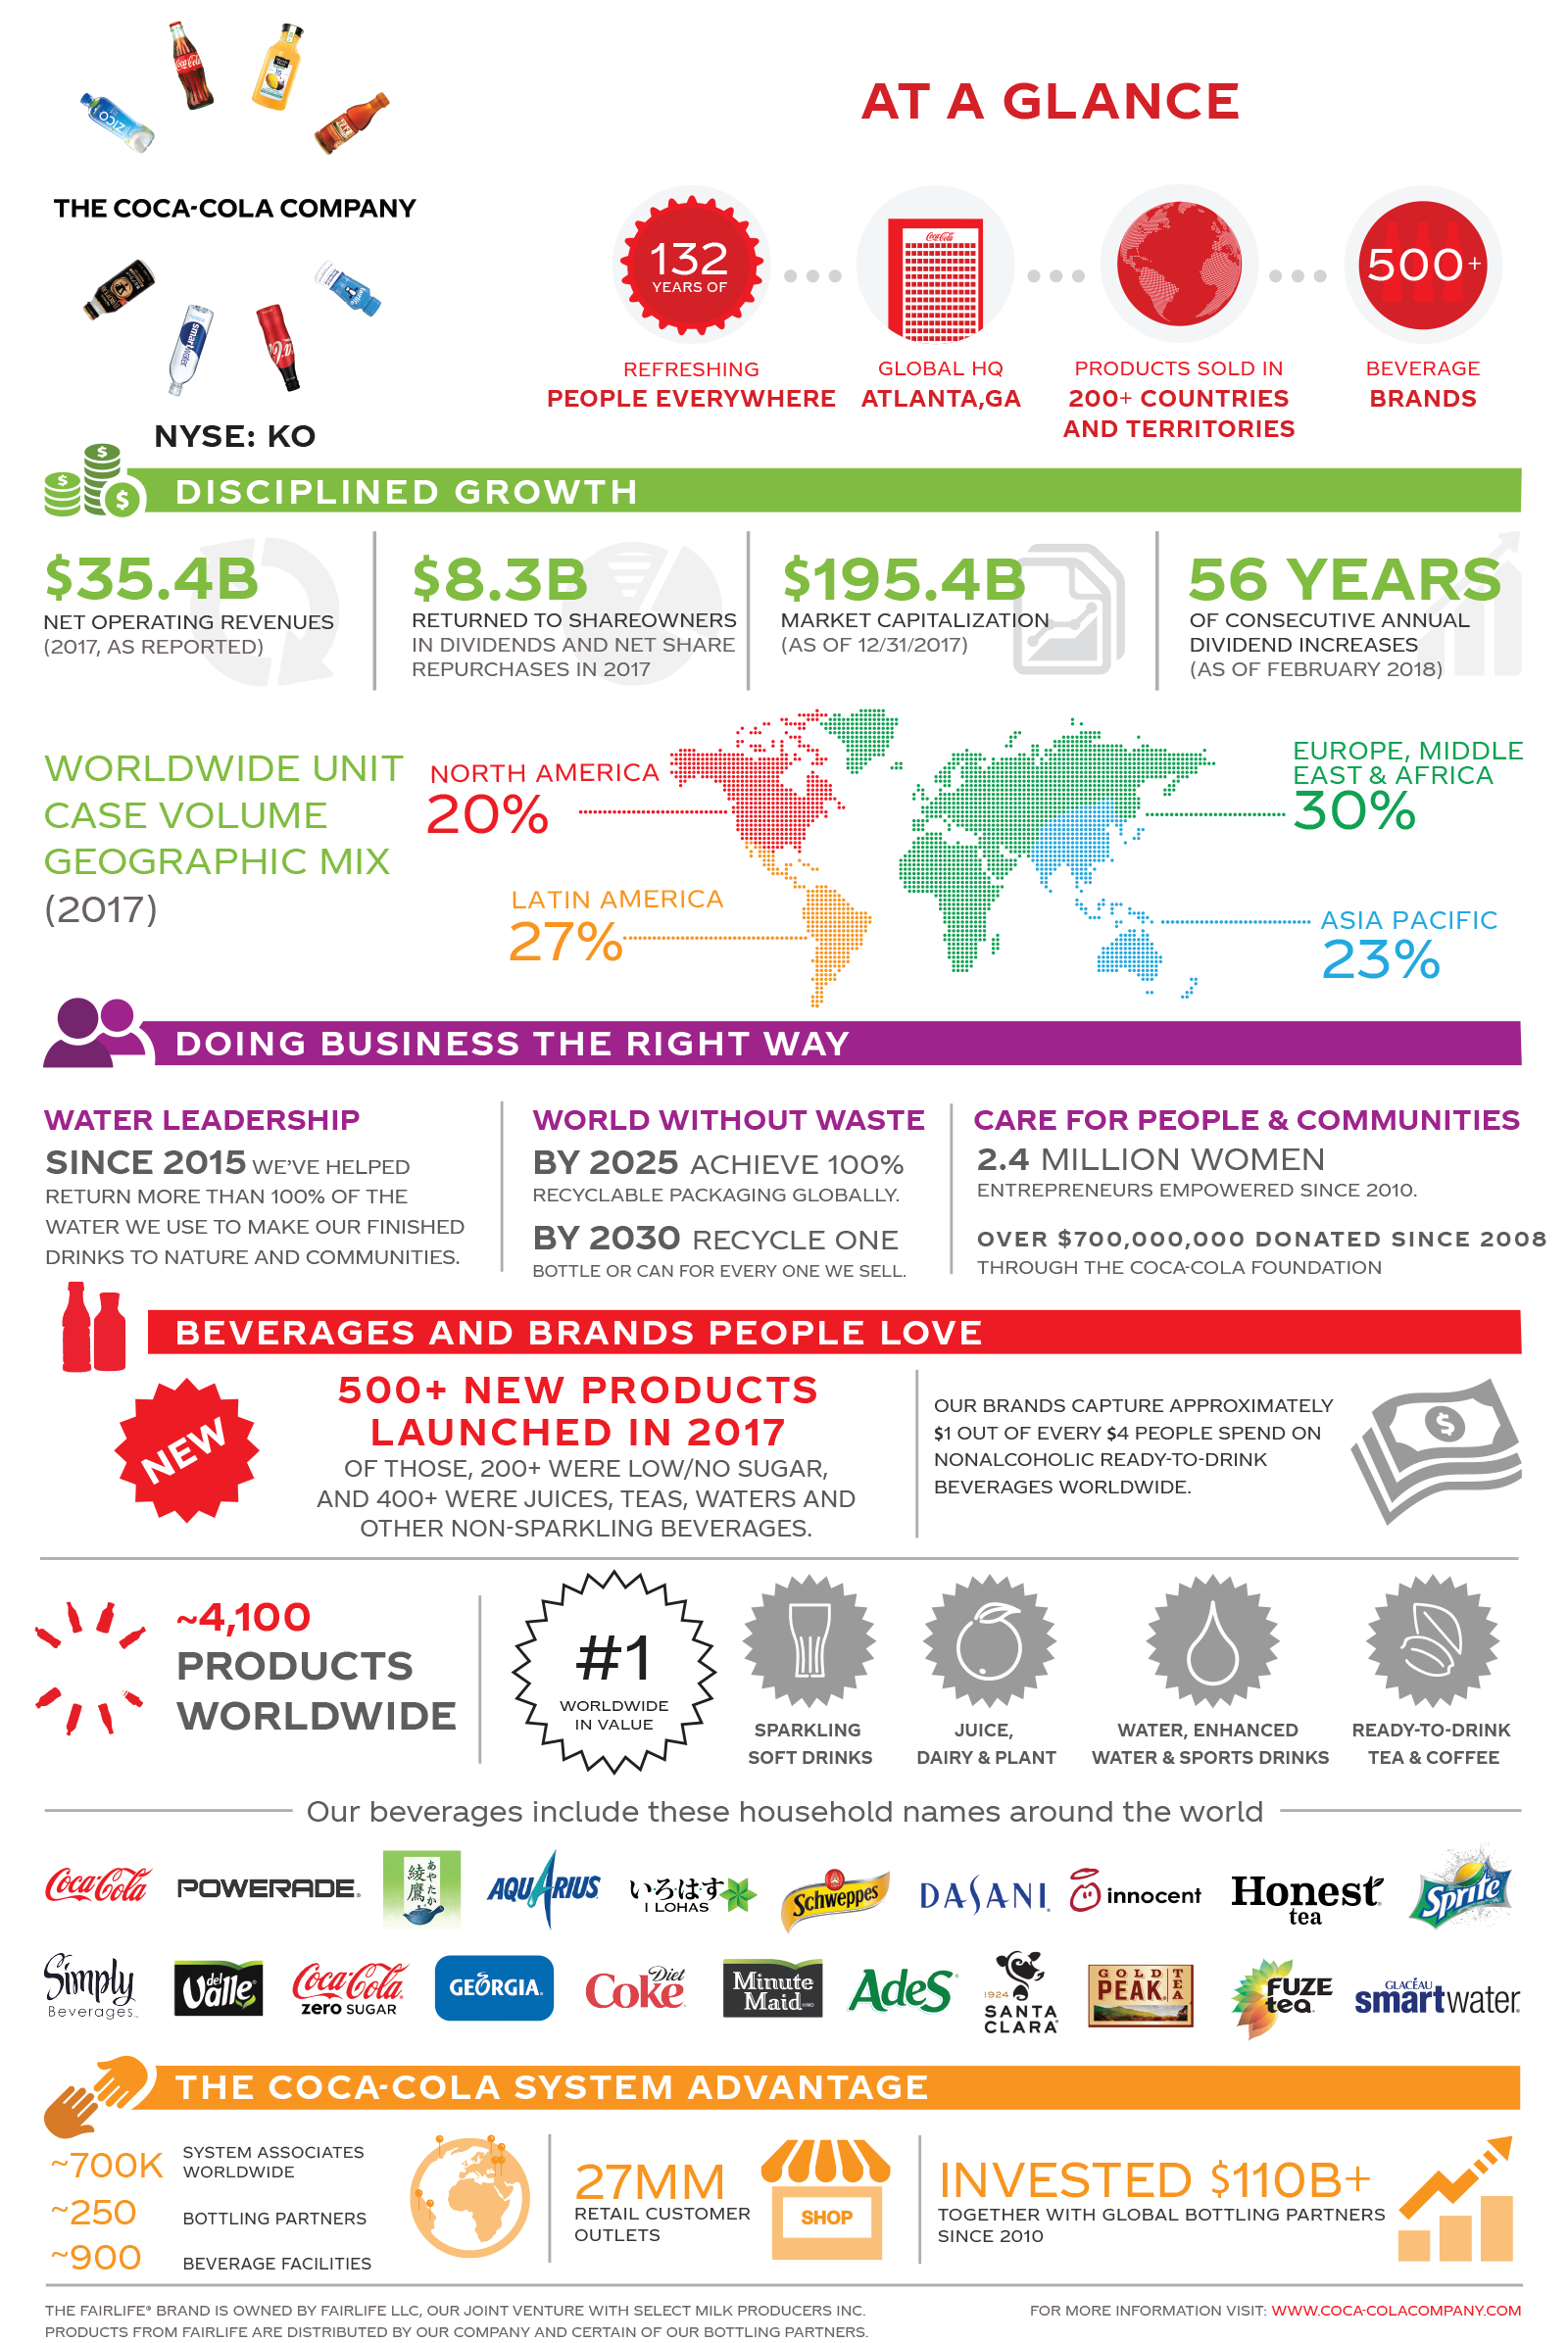 AT A GLANCE
ZICO
Coca-Cola
THE COCA-COLA COMPANY
smartwater
NYSE: KO
132
YEARS OF
REFRESHING
PEOPLE EVERYWHERE
Coca-Cola
GLOBAL HQ
ATLANTA,GA
PRODUCTS SOLD IN
200+ COUNTRIES
AND TERRITORIES
500+
BEVERAGE
BRANDS
DISCIPLINED GROWTH
$35.4B
NET OPERATING REVENUES
(2017, AS REPORTED)
$8.3B
RETURNED TO SHAREOWNERS
IN DIVIDENDS AND NET SHARE
REPURCHASES IN 2017
$195.4B
MARKET CAPITALIZATION
(AS OF 12/31/2017)
56 YEARS
OF CONSECUTIVE ANNUAL
DIVIDEND INCREASES
(AS OF FEBRUARY 2018)
WORLDWIDE UNIT
CASE VOLUME
GEOGRAPHIC MIX
(2017)
NORTH AMERICA
20%
LATIN AMERICA
27%
EUROPE, MIDDLE
EAST & AFRICA
30%
ASIA PACIFIC
23%
DOING BUSINESS THE RIGHT WAY
WATER LEADERSHIP
SINCE 2015 WE'VE HELPED
RETURN MORE THAN 100% OF THE
WATER WE USE TO MAKE OUR FINISHED
DRINKS TO NATURE AND COMMUNITIES.
WORLD WITHOUT WASTE
BY 2025 ACHIEVE 100%
RECYCLABLE PACKAGING GLOBALLY.
BY 2030 RECYCLE ONE
BOTTLE OR CAN FOR EVERY ONE WE SELL.
CARE FOR PEOPLE & COMMUNITIES
2.4 MILLION WOMEN
ENTREPRENEURS EMPOWERED SINCE 2010.
OVER $700,000,000 DONATED SINCE 2008
THROUGH THE COCA-COLA FOUNDATION
BEVERAGES AND BRANDS PEOPLE LOVE
NEW
500+ NEW PRODUCTS
LAUNCHED IN 2017
OF THOSE, 200+ WERE LOW/NO SUGAR,
AND 400+ WERE JUICES, TEAS, WATERS AND
OTHER NON-SPARKLING BEVERAGES.
OUR BRANDS CAPTURE APPROXIMATELY
$1 OUT OF EVERY $4 PEOPLE SPEND ON
NONALCOHOLIC READY-TO-DRINK
BEVERAGES WORLDWIDE.
~4,100
PRODUCTS
WORLDWIDE
#1
WORLDWIDE
IN VALUE
SPARKLING
SOFT DRINKS
JUICE,
DAIRY & PLANT
WATER, ENHANCED
WATER & SPORTS DRINKS
READY-TO-DRINK
TEA & COFFEE
Our beverages include these household names around the world
Coca-Cola
POWERADE
あやたか
綾鷹
AQUARIUS
いろはす
I LOHAS
Schweppes
DASANI
innocent
Honest
tea
Sprite
Simply
Beverages
del
Valle
Coca-Cola
zero SUGAR
GEORGIA
Diet
Coke
Minute
Maid
AdeS
1924
SANTA
CLARA
GOLD
PEAK
TEA
FUZE
tea
GLACÉAU
smartwater
THE COCA-COLA SYSTEM ADVANTAGE
~700K SYSTEM ASSOCIATES
WORLDWIDE
~250 BOTTLING PARTNERS
~900 BEVERAGE FACILITIES
27MM
RETAIL CUSTOMER
OUTLETS
SHOP
INVESTED $110B+
TOGETHER WITH GLOBAL BOTTLING PARTNERS
SINCE 2010
THE FAIRLIFE® BRAND IS OWNED BY FAIRLIFE LLC, OUR JOINT VENTURE WITH SELECT MILK PRODUCERS INC.
PRODUCTS FROM FAIRLIFE ARE DISTRIBUTED BY OUR COMPANY AND CERTAIN OF OUR BOTTLING PARTNERS.
FOR MORE INFORMATION VISIT: WWW.COCA-COLACOMPANY.COM